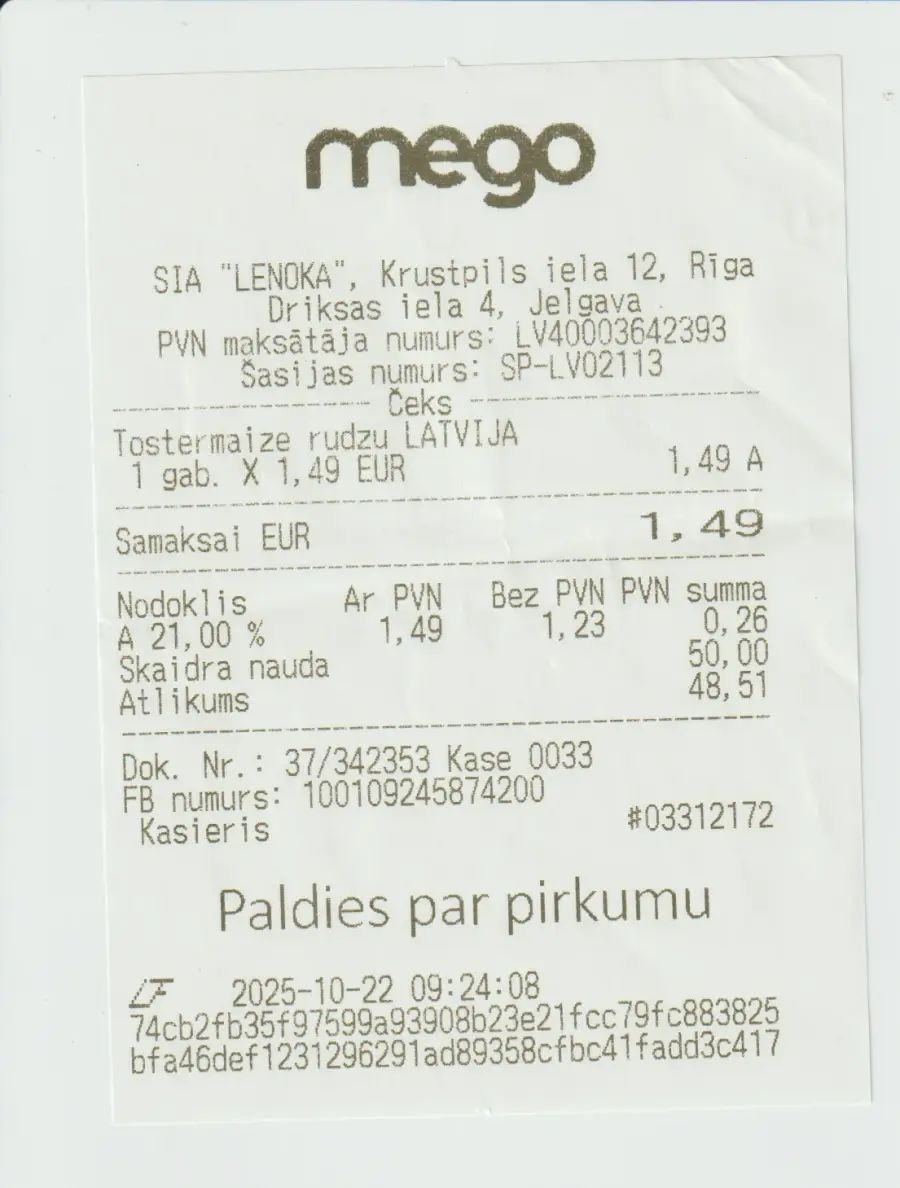 mego
SIA "LENOKA", Krustpils iela 12, Rīga
Driksas iela 4, Jelgava
PVN maksātāja numurs: LV40003642393
Šasijas numurs: SP-LV02113
Čeks
Tostermaize rudzu LATVIJA
1 gab. X 1,49 EUR 1,49 A
Samaksai EUR 1,49
Nodoklis Ar PVN Bez PVN PVN summa
A 21,00 % 1,49 1,23 0,26
Skaidra nauda 50,00
Atlikums 48,51
Dok. Nr.: 37/342353 Kase 0033
FB numurs: 100109245874200
Kasieris #03312172
Paldies par pirkumu
LF 2025-10-22 09:24:08
74cb2fb35f97599a93908b23e21fcc79fc883825
bfa46def1231296291ad89358cfbc41fadd3c417